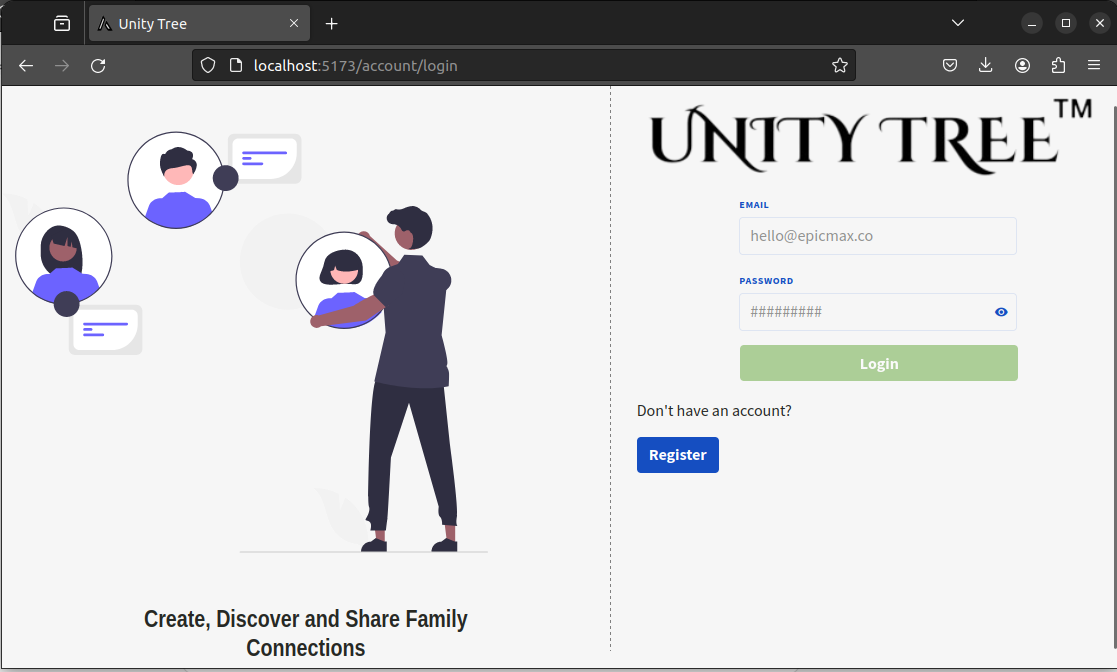 Unity Tree
localhost:5173/account/login
UNITY TREE™
EMAIL
hello@epicmax.co
PASSWORD
#########
Login
Don't have an account?
Register
Create, Discover and Share Family
Connections